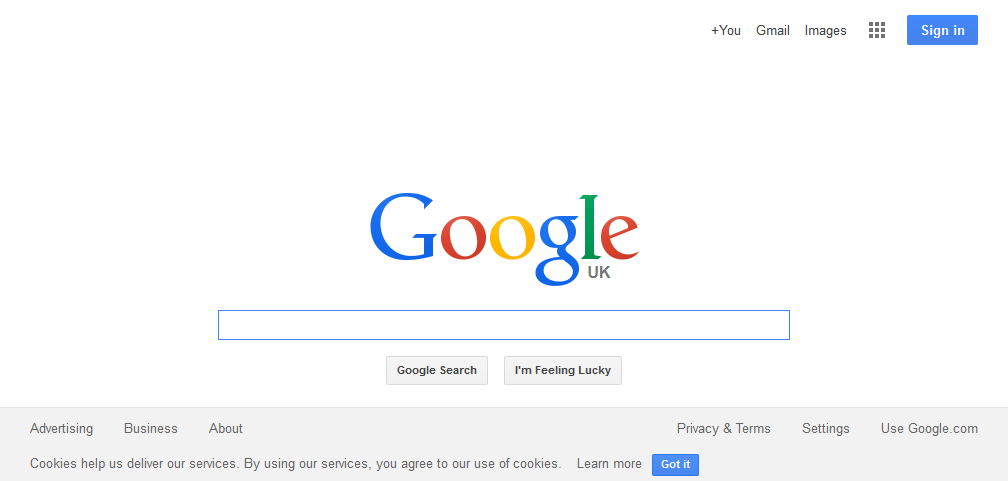 +You Gmail Images Sign in
Google
UK
Google Search I'm Feeling Lucky
Advertising Business About Privacy & Terms Settings Use Google.com
Cookies help us deliver our services. By using our services, you agree to our use of cookies. Learn more Got it